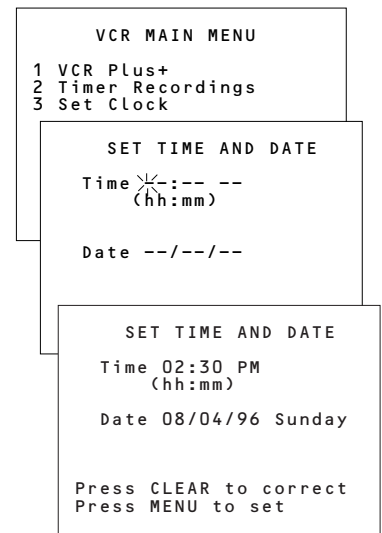 VCR MAIN MENU
1 VCR Plus+
2 Timer Recordings
3 Set Clock
SET TIME AND DATE
Time --:-- --
(hh:mm)
Date --/--/--
SET TIME AND DATE
Time 02:30 PM
(hh:mm)
Date 08/04/96 Sunday
Press CLEAR to correct
Press MENU to set